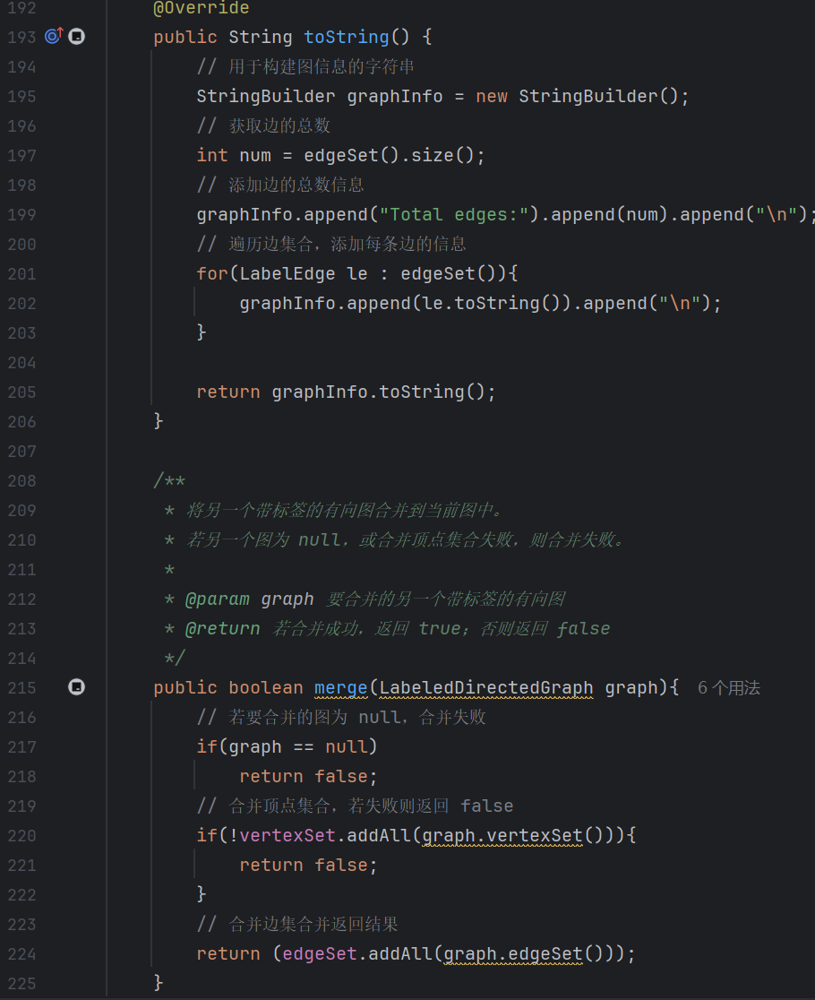 192 @Override
193 public String toString() {
194 // 用于构建图信息的字符串
195 StringBuilder graphInfo = new StringBuilder();
196 // 获取边的总数
197 int num = edgeSet().size();
198 // 添加边的总数信息
199 graphInfo.append("Total edges:").append(num).append("\n");
200 // 遍历边集合，添加每条边的信息
201 for(LabelEdge le : edgeSet()){
202 graphInfo.append(le.toString()).append("\n");
203 }
204
205 return graphInfo.toString();
206 }
207
208 /**
209 * 将另一个带标签的有向图合并到当前图中。
210 * 若另一个图为 null，或合并顶点集合失败，则合并失败。
211 *
212 * @param graph 要合并的另一个带标签的有向图
213 * @return 若合并成功，返回 true；否则返回 false
214 */
215 public boolean merge(LabeledDirectedGraph graph){ 6 个用法
216 // 若要合并的图为 null，合并失败
217 if(graph == null)
218 return false;
219 // 合并顶点集合，若失败则返回 false
220 if(!vertexSet.addAll(graph.vertexSet())){
221 return false;
222 }
223 // 合并边集合并返回结果
224 return (edgeSet.addAll(graph.edgeSet()));
225 }